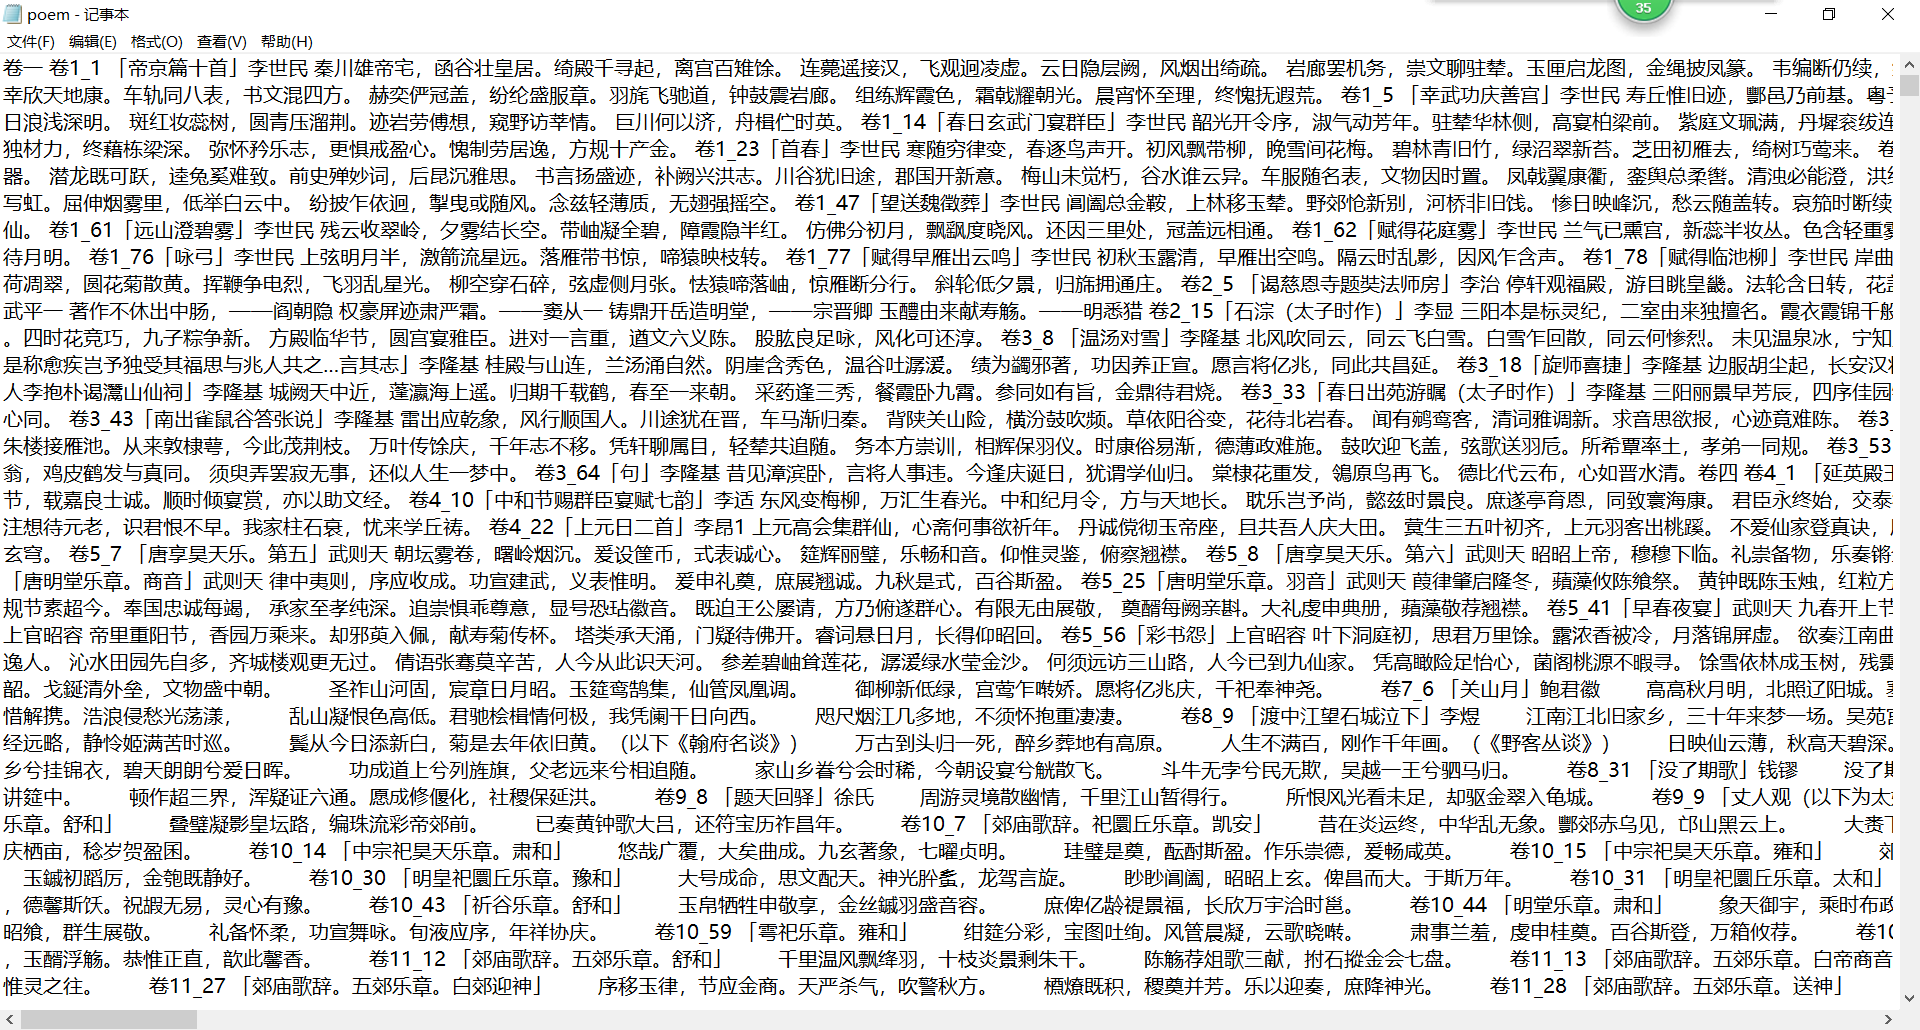 poem - 记事本
35
文件(F) 编辑(E) 格式(O) 查看(V) 帮助(H)
卷一 卷1_1 「帝京篇十首」李世民 秦川雄帝宅，函谷壮皇居。绮殿千寻起，离宫百雉馀。 连薨遥接汉，飞观迥凌虚。云日隐层阙，风烟出绮疏。 岩廊罢机务，崇文聊驻辇。玉匣启龙图，金绳披凤篆。 韦编断仍续，
幸欣天地康。车轨同八表，书文混四方。 赫奕俨冠盖，纷纶盛服章。羽旄飞驰道，钟鼓震岩廊。 组练辉霞色，霜戟耀朝光。晨宵怀至理，终愧抚遐荒。 卷1_5 「幸武功庆善宫」李世民 寿丘惟旧迹，酆邑乃前基。粤
日浪浅深明。 斑红妆蕊树，圆青压溜荆。迹岩劳傅想，窥野访莘情。 巨川何以济，舟楫伫时英。 卷1_14「春日玄武门宴群臣」李世民 韶光开令序，淑气动芳年。驻辇华林侧，高宴柏梁前。 紫庭文珮满，丹墀衮绂连
独材力，终藉栋梁深。 弥怀矜乐志，更惧戒盈心。愧制劳居逸，方规十产金。 卷1_23「首春」李世民 寒随穷律变，春逐鸟声开。初风飘带柳，晚雪间花梅。 碧林青旧竹，绿沼翠新苔。芝田初雁去，绮树巧莺来。 卷
器。 潜龙既可跃，逵兔奚难致。前史殚妙词，后昆沉雅思。 书言扬盛迹，补阙兴洪志。川谷犹旧途，郡国开新意。 梅山未觉朽，谷水谁云异。车服随名表，文物因时置。 凤戟翼康衢，銮舆总柔辔。清浊必能澄，洪纤
写虹。屈伸烟雾里，低举白云中。 纷披乍依迥，掣曳或随风。念兹轻薄质，无翅强摇空。 卷1_47「望送魏徵葬」李世民 阊阖总金鞍，上林移玉辇。野郊怆新别，河桥非旧饯。 惨日映峰沉，愁云随盖转。哀笳时断续
仙。 卷1_61「远山澄碧雾」李世民 残云收翠岭，夕雾结长空。带岫凝全碧，障霞隐半红。 仿佛分初月，飘飖度晓风。还因三里处，冠盖远相通。 卷1_62「赋得花庭雾」李世民 兰气已熏宫，新蕊半妆丛。色含轻重雾
待月明。 卷1_76「咏弓」李世民 上弦明月半，激箭流星远。落雁带书惊，啼猿映枝转。 卷1_77「赋得早雁出云鸣」李世民 初秋玉露清，早雁出空鸣。隔云时乱影，因风乍含声。 卷1_78「赋得临池柳」李世民 岸曲
荷凋翠，圆花菊散黄。挥鞭争电烈，飞羽乱星光。 柳空穿石碎，弦虚侧月张。怯猿啼落岫，惊雁断分行。 斜轮低夕景，归旆拥通庄。 卷2_5 「谒慈恩寺题奘法师房」李治 停轩观福殿，游目眺皇畿。法轮含日转，花盖
武平一 著作不休出中肠，——阎朝隐 权豪屏迹肃严霜。——窦从一 铸鼎开岳造明堂，——宗晋卿 玉醴由来献寿觞。——明悉猎 卷2_15「石淙（太子时作）」李显 三阳本是标灵纪，二室由来独擅名。霞衣霞锦千般
。四时花竞巧，九子粽争新。 方殿临华节，圆宫宴雅臣。进对一言重，遒文六义陈。 股肱良足咏，风化可还淳。 卷3_8 「温汤对雪」李隆基 北风吹同云，同云飞白雪。白雪乍回散，同云何惨烈。 未见温泉冰，宁知
是称愈疾岂予独受其福思与兆人共之...言其志」李隆基 桂殿与山连，兰汤涌自然。阴崖含秀色，温谷吐潺湲。 绩为蠲邪著，功因养正宣。愿言将亿兆，同此共昌延。 卷3_18「旋师喜捷」李隆基 边服胡尘起，长安汉
人李抱朴谒灊山仙祠」李隆基 城阙天中近，蓬瀛海上遥。归期千载鹤，春至一来朝。 采药逢三秀，餐霞卧九霄。参同如有旨，金鼎待君烧。 卷3_33「春日出苑游瞩（太子时作）」李隆基 三阳丽景早芳辰，四序佳园
心同。 卷3_43「南出雀鼠谷答张说」李隆基 雷出应乾象，风行顺国人。川途犹在晋，车马渐归秦。 背陕关山险，横汾鼓吹频。草依阳谷变，花待北岩春。 闻有鹓鸾客，清词雅调新。求音思欲报，心迹竟难陈。 卷3_
朱楼接雁池。从来敦棣萼，今此茂荆枝。 万叶传馀庆，千年志不移。凭轩聊属目，轻辇共追随。 务本方崇训，相辉保羽仪。时康俗易渐，德薄政难施。 鼓吹迎飞盖，弦歌送羽卮。所希覃率土，孝弟一同规。 卷3_53
翁，鸡皮鹤发与真同。 须臾弄罢寂无事，还似人生一梦中。 卷3_64「句」李隆基 昔见漳滨卧，言将人事违。今逢庆诞日，犹谓学仙归。 棠棣花重发，鴒原鸟再飞。 德比代云布，心如晋水清。 卷四 卷4_1 「延英殿
节，载嘉良士诚。顺时倾宴赏，亦以助文经。 卷4_10「中和节赐群臣宴赋七韵」李适 东风变梅柳，万汇生春光。中和纪月令，方与天地长。 耽乐岂予尚，懿兹时景良。庶遂亭育恩，同致寰海康。 君臣永终始，交泰
注想待元老，识君恨不早。我家柱石衰，忧来学丘祷。 卷4_22「上元日二首」李昂1 上元高会集群仙，心斋何事欲祈年。 丹诚傥彻玉帝座，且共吾人庆大田。 蓂生三五叶初齐，上元羽客出桃蹊。 不爱仙家登真诀，
玄穹。 卷5_7 「唐享昊天乐。第五」武则天 朝坛雾卷，曙岭烟沉。爰设筐币，式表诚心。 筵辉丽璧，乐畅和音。仰惟灵鉴，俯察翘襟。 卷5_8 「唐享昊天乐。第六」武则天 昭昭上帝，穆穆下临。礼崇备物，乐奏锵
「唐明堂乐章。商音」武则天 律中夷则，序应收成。功宣建武，义表惟明。 爰申礼奠，庶展翘诚。九秋是式，百谷斯盈。 卷5_25「唐明堂乐章。羽音」武则天 葭律肇启隆冬，蘋藻攸陈飨祭。 黄钟既陈玉烛，红粒方
规节素超今。奉国忠诚每竭， 承家至孝纯深。追崇惧乖尊意，显号恐玷徽音。 既迫王公屡请，方乃俯遂群心。有限无由展敬， 奠醑每阙亲斟。大礼虔申典册，蘋藻敬荐翘襟。 卷5_41「早春夜宴」武则天 九春开上节
上官昭容 帝里重阳节，香园万乘来。却邪萸入佩，献寿菊传杯。 塔类承天涌，门疑待佛开。睿词悬日月，长得仰昭回。 卷5_56「彩书怨」上官昭容 叶下洞庭初，思君万里馀。露浓香被冷，月落锦屏虚。 欲奏江南曲
逸人。 沁水田园先自多，齐城楼观更无过。 倩语张骞莫辛苦，人今从此识天河。 参差碧岫耸莲花，潺湲绿水莹金沙。 何须远访三山路，人今已到九仙家。 凭高瞰险足怡心，菌阁桃源不暇寻。 馀雪依林成玉树，残霙
韶。戈鋋清外垒，文物盛中朝。 圣祚山河固，宸章日月昭。玉筵鸾鹄集，仙管凤凰调。 御柳新低绿，宫莺乍啭娇。愿将亿兆庆，千祀奉神尧。 卷7_6 「关山月」鲍君徽 高高秋月明，北照辽阳城。塞
惜解携。浩浪侵愁光荡漾， 乱山凝恨色高低。君驰桧楫情何极，我凭阑干日向西。 咫尺烟江几多地，不须怀抱重凄凄。 卷8_9 「渡中江望石城泣下」李煜 江南江北旧家乡，三十年来梦一场。吴苑宫
经远略，静怜姬满苦时巡。 鬓从今日添新白，菊是去年依旧黄。（以下《翰府名谈》） 万古到头归一死，醉乡葬地有高原。 人生不满百，刚作千年画。（《野客丛谈》） 日映仙云薄，秋高天碧深。
乡兮挂锦衣，碧天朗朗兮爱日晖。 功成道上兮列旌旗，父老远来兮相追随。 家山乡眷兮会时稀，今朝设宴兮觥散飞。 斗牛无孛兮民无欺，吴越一王兮驷马归。 卷8_31 「没了期歌」钱镠 没了期
讲筵中。 顿作超三界，浑疑证六通。愿成修偃化，社稷保延洪。 卷9_8 「题天回驿」徐氏 周游灵境散幽情，千里江山暂得行。 所恨风光看未足，却驱金翠入龟城。 卷9_9 「丈人观（以下为太
乐章。舒和」 叠璧凝影皇坛路，编珠流彩帝郊前。 已奏黄钟歌大吕，还符宝历祚昌年。 卷10_7 「郊庙歌辞。祀圜丘乐章。凯安」 昔在炎运终，中华乱无象。酆郊赤乌见，邙山黑云上。 大赉下
庆栖亩，稔岁贺盈囷。 卷10_14 「中宗祀昊天乐章。肃和」 悠哉广覆，大矣曲成。九玄著象，七曜贞明。 珪璧是奠，酝酎斯盈。作乐崇德，爰畅咸英。 卷10_15 「中宗祀昊天乐章。雍和」 郊
玉鏚初蹈厉，金匏既静好。 卷10_30 「明皇祀圜丘乐章。豫和」 大号成命，思文配天。神光肸蚃，龙驾言旋。 眇眇阊阖，昭昭上玄。俾昌而大。于斯万年。 卷10_31 「明皇祀圜丘乐章。太和」
，德馨斯饫。祝嘏无易，灵心有豫。 卷10_43 「祈谷乐章。舒和」 玉帛牺牲申敬享，金丝鏚羽盛音容。 庶俾亿龄禔景福，长欣万宇洽时邕。 卷10_44 「明堂乐章。肃和」 象天御宇，乘时布政
昭飨，群生展敬。 礼备怀柔，功宣舞咏。旬液应序，年祥协庆。 卷10_59 「雩祀乐章。雍和」 绀筵分彩，宝图吐绚。风管晨凝，云歌晓啭。 肃事兰羞，虔申桂奠。百谷斯登，万箱攸荐。 卷10
，玉醑浮觞。恭惟正直，歆此馨香。 卷11_12 「郊庙歌辞。五郊乐章。舒和」 千里温风飘绛羽，十枝炎景剩朱干。 陈觞荐俎歌三献，拊石摐金会七盘。 卷11_13 「郊庙歌辞。五郊乐章。白帝商音
惟灵之往。 卷11_27 「郊庙歌辞。五郊乐章。白郊迎神」 序移玉律，节应金商。天严杀气，吹警秋方。 槱燎既积，稷奠并芳。乐以迎奏，庶降神光。 卷11_28 「郊庙歌辞。五郊乐章。送神」